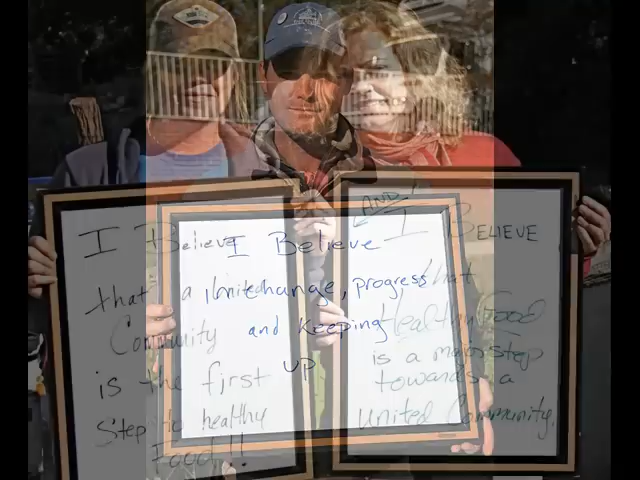 I Believe
that a United
Community
is the first
Step to healthy
Food!!
I Believe
in change, progress
and keeping
up
AND!
I BELIEVE
that
Healthy Food
is a major step
towards a
United Community.